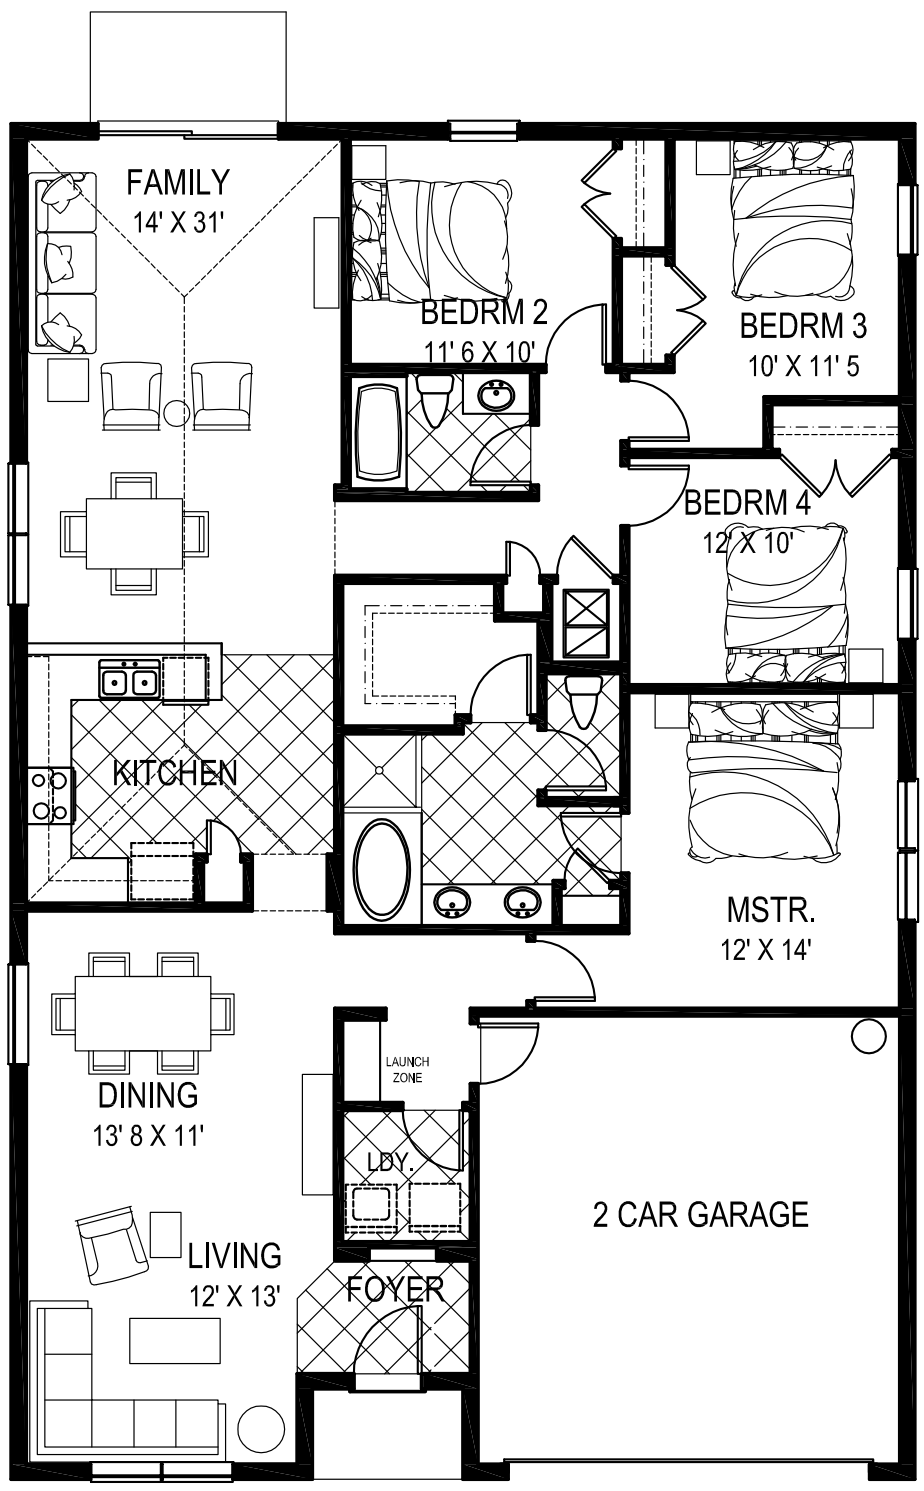 FAMILY
14' X 31'
BEDRM 2
11' 6 X 10'
BEDRM 3
10' X 11' 5
BEDRM 4
12' X 10'
KITCHEN
MSTR.
12' X 14'
LAUNCH
ZONE
DINING
13' 8 X 11'
LDY.
2 CAR GARAGE
LIVING
12' X 13'
FOYER